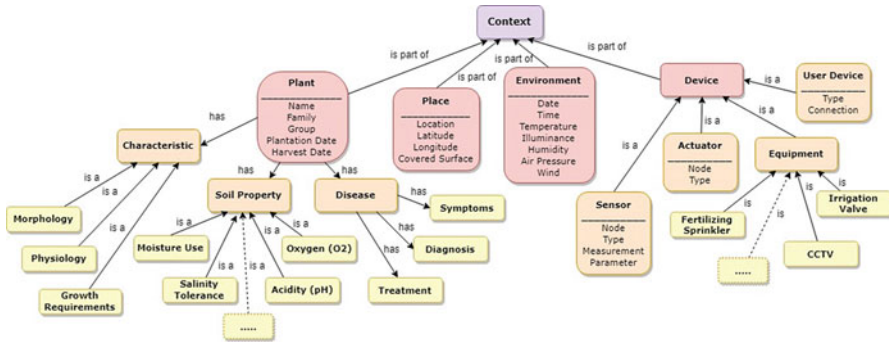 Context
is part of
is part of
is part of
is part of
Plant
Name
Family
Group
Plantation Date
Harvest Date
Place
Location
Latitude
Longitude
Covered Surface
Environment
Date
Time
Temperature
Illuminance
Humidity
Air Pressure
Wind
Device
is a
User Device
Type
Connection
has
has
has
is a
is a
is a
Characteristic
is a
is a
is a
Morphology
Physiology
Growth
Requirements
Soil Property
is a
is a
is a
is a
is a
Moisture Use
Salinity
Tolerance
.....
Acidity (pH)
Oxygen (O2)
Disease
has
has
has
Symptoms
Diagnosis
Treatment
Sensor
Node
Type
Measurement
Parameter
Actuator
Node
Type
Equipment
is
is
is
is
Fertilizing
Sprinkler
.....
CCTV
Irrigation
Valve